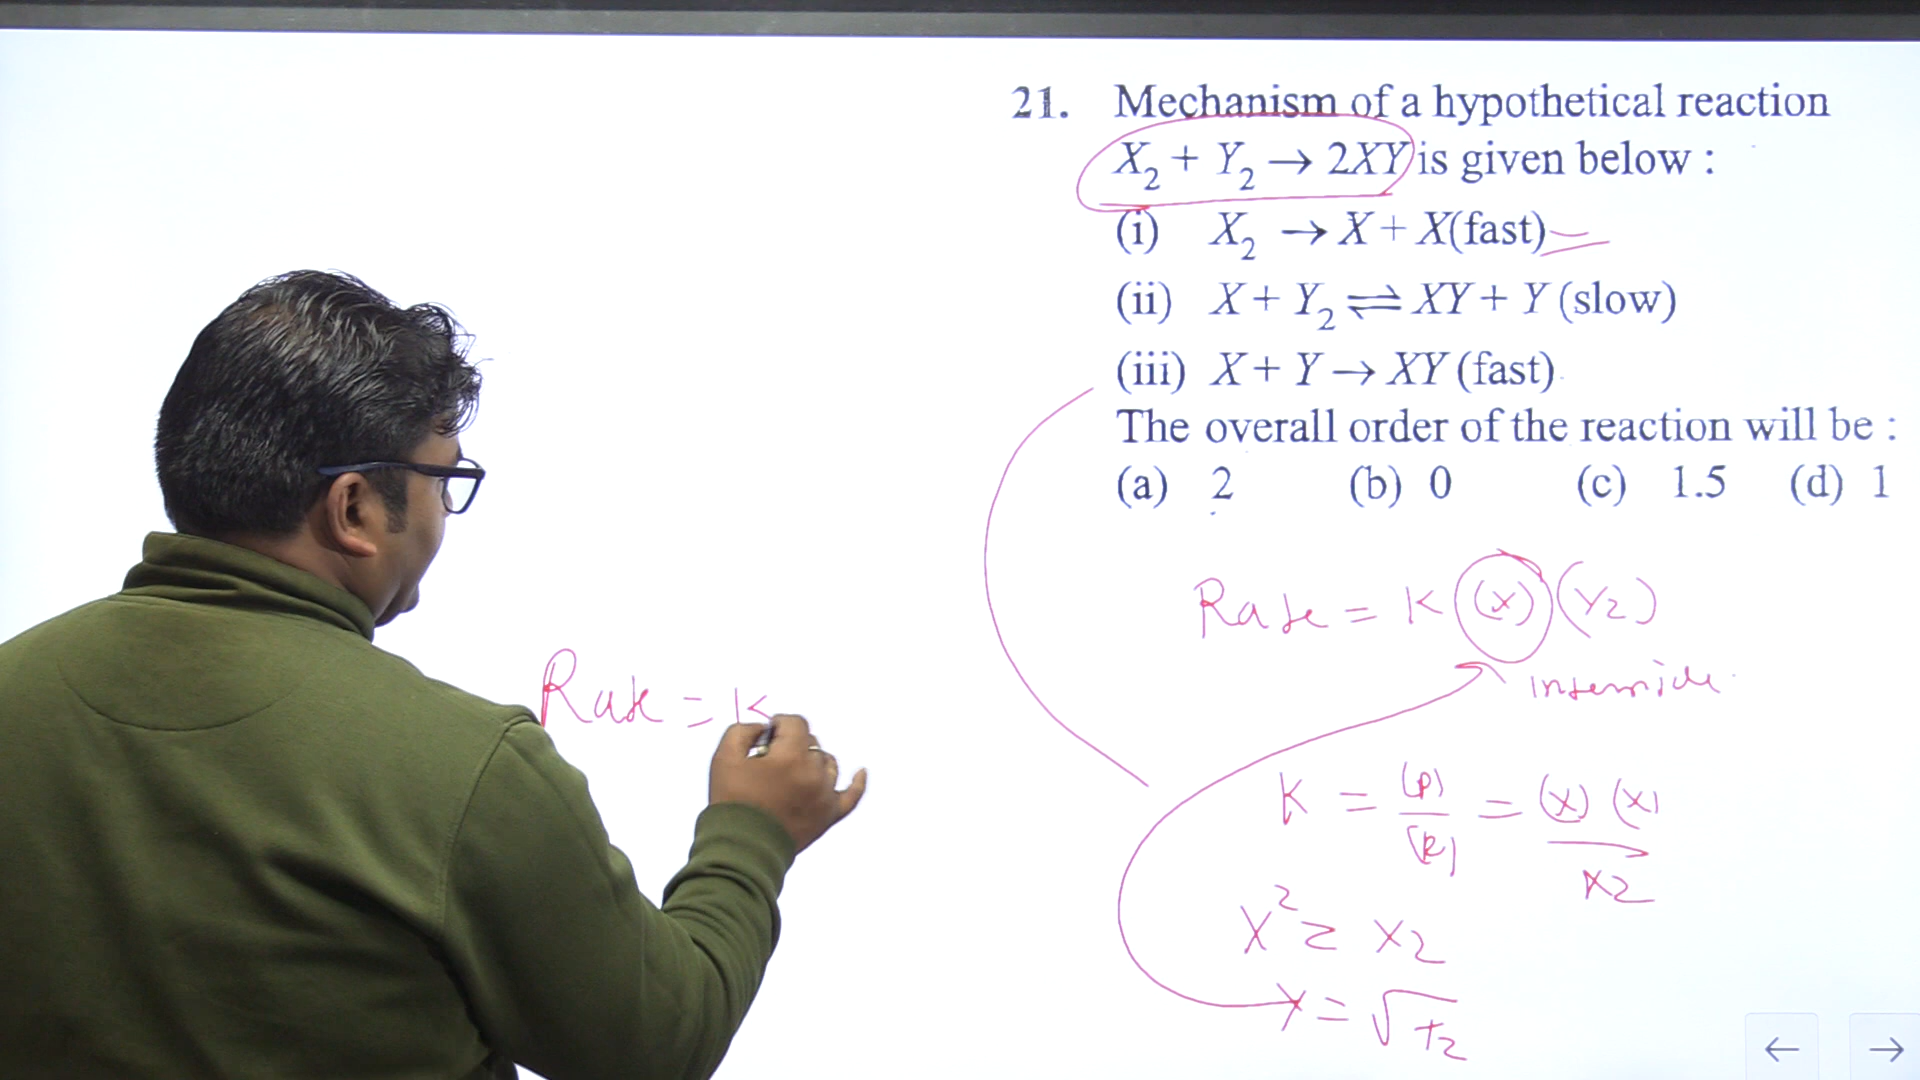 21. Mechanism of a hypothetical reaction
X₂ + Y₂ → 2XY is given below :
(i) X₂ → X + X(fast)
(ii) X + Y₂ ⇌ XY + Y (slow)
(iii) X + Y → XY (fast)
The overall order of the reaction will be :
(a) 2 (b) 0 (c) 1.5 (d) 1
Rate = K (x) (Y2)
K = (P) / [R] = (x) (x) / x2
X² = x2
Rate = K